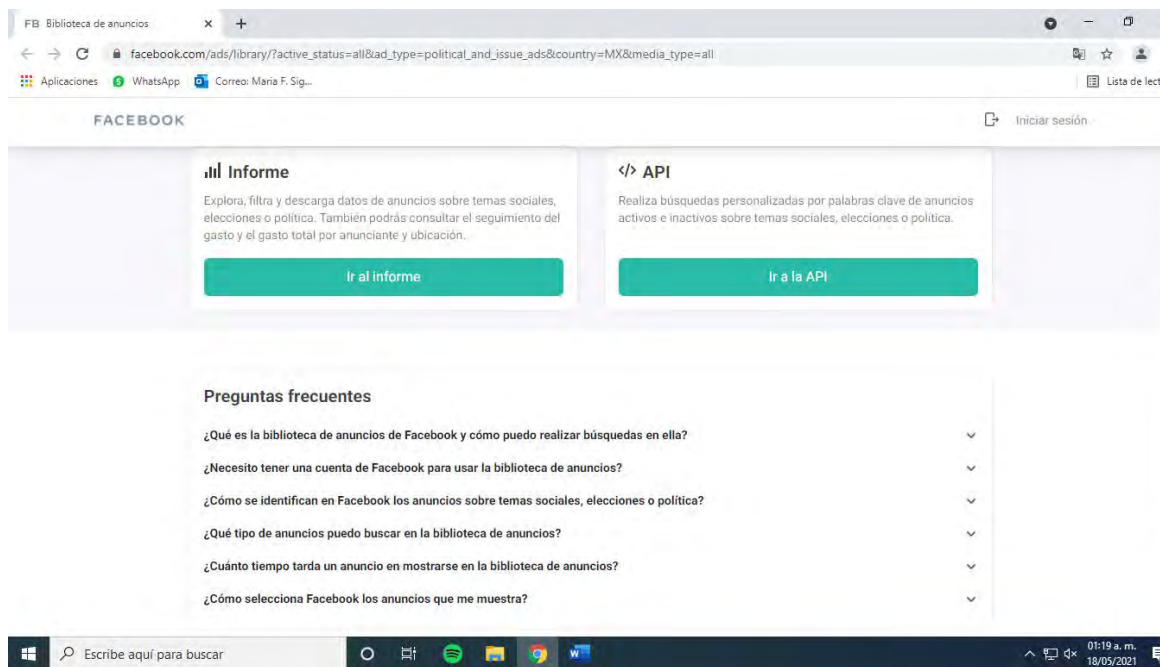 FB Biblioteca de anuncios
facebook.com/ads/library/?active_status=all&ad_type=political_and_issue_ads&country=MX&media_type=all
Aplicaciones WhatsApp Correo: Maria F. Sig... Lista de lect
FACEBOOK Iniciar sesión
Informe
Explora, filtra y descarga datos de anuncios sobre temas sociales,
elecciones o política. También podrás consultar el seguimiento del
gasto y el gasto total por anunciante y ubicación.
Ir al informe
</> API
Realiza búsquedas personalizadas por palabras clave de anuncios
activos e inactivos sobre temas sociales, elecciones o política.
Ir a la API
Preguntas frecuentes
¿Qué es la biblioteca de anuncios de Facebook y cómo puedo realizar búsquedas en ella?
¿Necesito tener una cuenta de Facebook para usar la biblioteca de anuncios?
¿Cómo se identifican en Facebook los anuncios sobre temas sociales, elecciones o política?
¿Qué tipo de anuncios puedo buscar en la biblioteca de anuncios?
¿Cuánto tiempo tarda un anuncio en mostrarse en la biblioteca de anuncios?
¿Cómo selecciona Facebook los anuncios que me muestra?
Escribe aquí para buscar
01:19 a. m.
18/05/2021